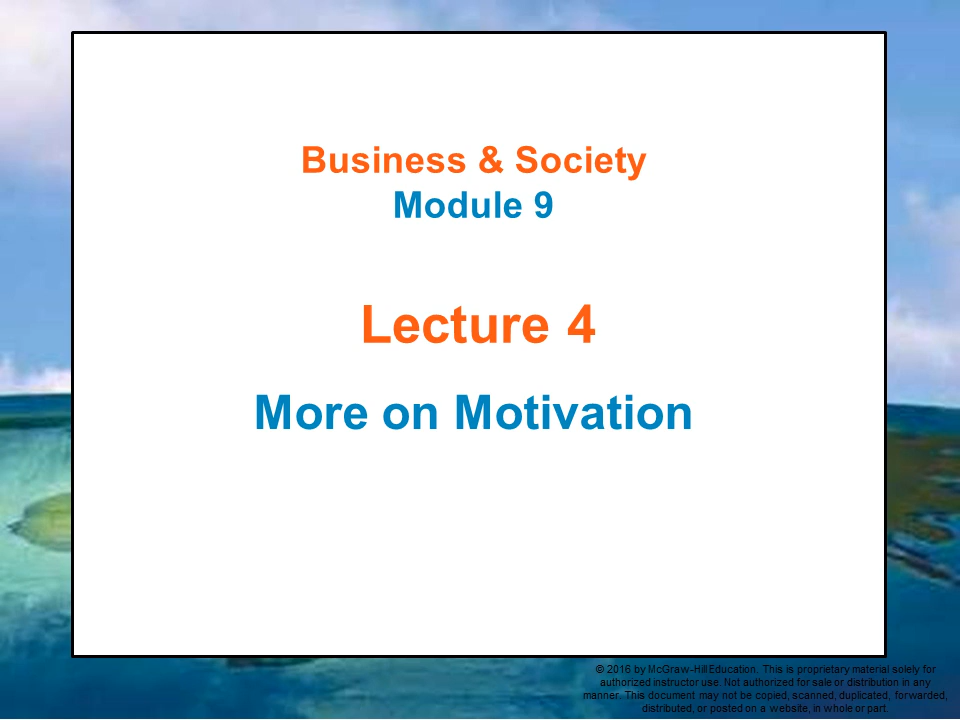 Business & Society
Module 9
Lecture 4
More on Motivation
© 2016 by McGraw-Hill Education. This is proprietary material solely for
authorized instructor use. Not authorized for sale or distribution in any
manner. This document may not be copied, scanned, duplicated, forwarded,
distributed, or posted on a website, in whole or part.